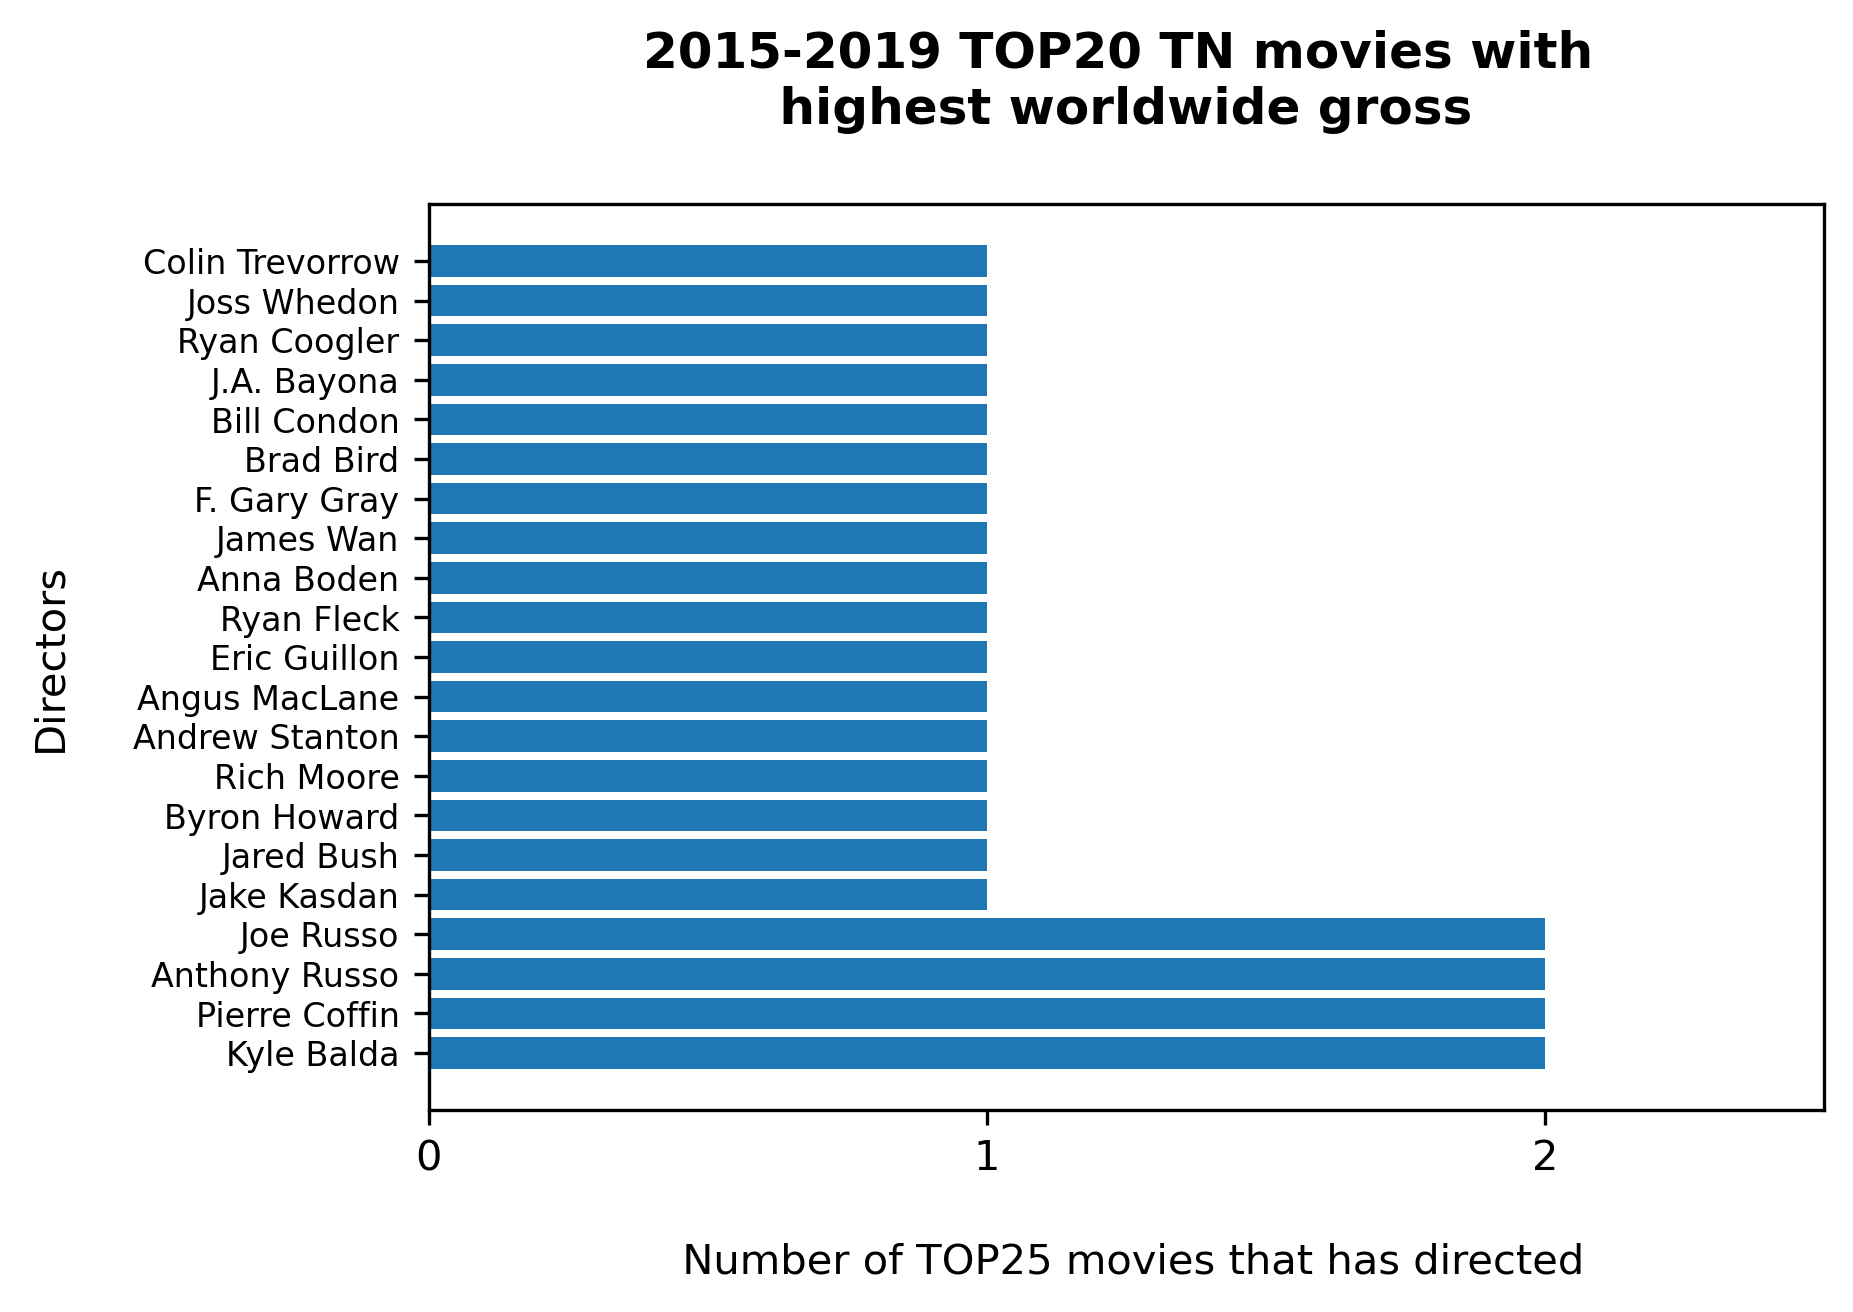 2015-2019 TOP20 TN movies with
highest worldwide gross
Directors
Colin Trevorrow
Joss Whedon
Ryan Coogler
J.A. Bayona
Bill Condon
Brad Bird
F. Gary Gray
James Wan
Anna Boden
Ryan Fleck
Eric Guillon
Angus MacLane
Andrew Stanton
Rich Moore
Byron Howard
Jared Bush
Jake Kasdan
Joe Russo
Anthony Russo
Pierre Coffin
Kyle Balda
0 1 2
Number of TOP25 movies that has directed